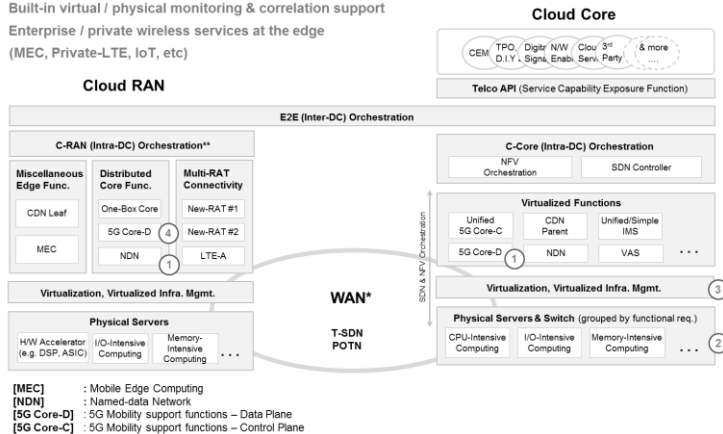 Built-in virtual / physical monitoring & correlation support
Enterprise / private wireless services at the edge
(MEC, Private-LTE, IoT, etc)
Cloud Core
CEM
TPO,
D.I.Y
N/W
3rd
Party
& more
....
Cloud RAN
Telco API (Service Capability Exposure Function)
E2E (Inter-DC) Orchestration
C-RAN (Intra-DC) Orchestration**
Miscellaneous
Edge Func.
CDN Leaf
MEC
Distributed
Core Func.
One-Box Core
5G Core-D
4
NDN
1
Multi-RAT
Connectivity
New-RAT #1
New-RAT #2
LTE-A
Virtualization, Virtualized Infra. Mgmt.
Physical Servers
H/W Accelerator
(e.g. DSP, ASIC)
I/O-Intensive
Computing
Memory-
Intensive
Computing
...
WAN*
T-SDN
POTN
SDN & NFV Orchestration
C-Core (Intra-DC) Orchestration
NFV
Orchestration
SDN Controller
Virtualized Functions
Unified
5G Core-C
CDN
Parent
Unified/Simple
IMS
5G Core-D
1
NDN
VAS
...
Virtualization, Virtualized Infra. Mgmt.
3
Physical Servers & Switch (grouped by functional req.)
CPU-Intensive
Computing
I/O-Intensive
Computing
Memory-Intensive
Computing
...
2
[MEC] : Mobile Edge Computing
[NDN] : Named-data Network
[5G Core-D] : 5G Mobility support functions – Data Plane
[5G Core-C] : 5G Mobility support functions – Control Plane